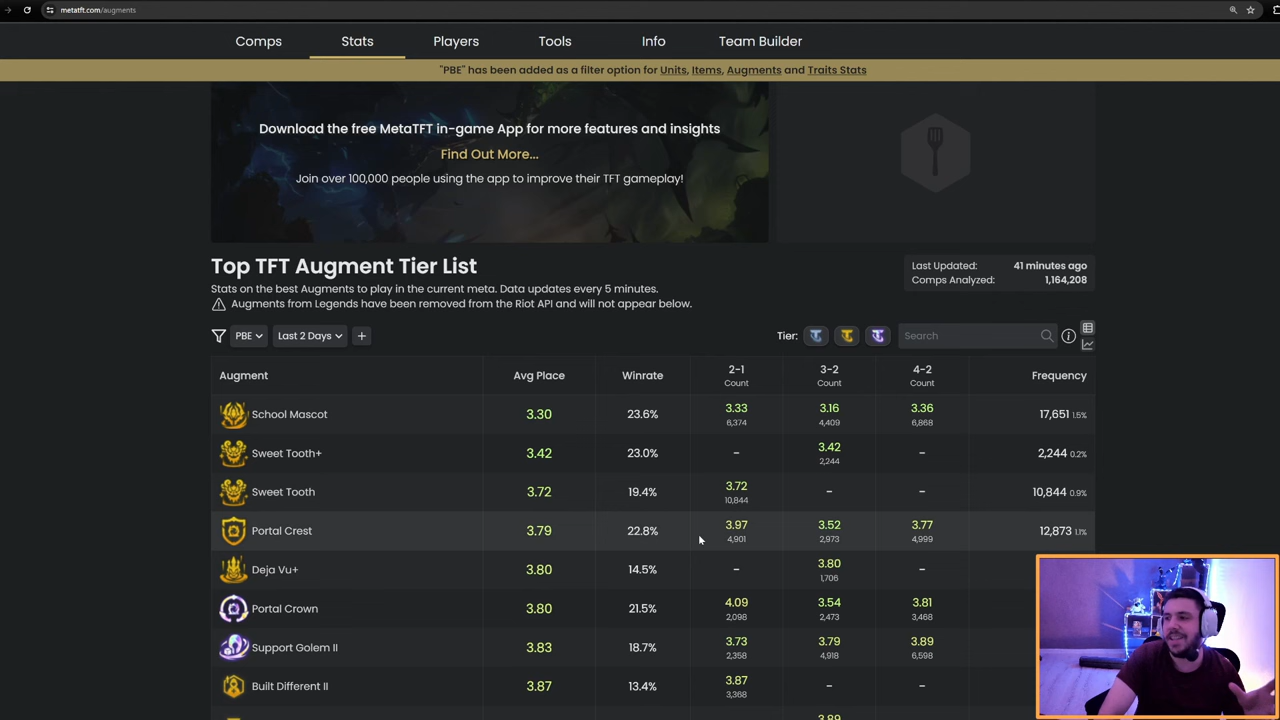 metatft.com/augments
Comps Stats Players Tools Info Team Builder
"PBE" has been added as a filter option for Units, Items, Augments and Traits Stats
Download the free MetaTFT in-game App for more features and insights
Find Out More...
Join over 100,000 people using the app to improve their TFT gameplay!
Top TFT Augment Tier List
Last Updated: 41 minutes ago
Comps Analyzed: 1,164,208
Stats on the best Augments to play in the current meta. Data updates every 5 minutes.
Augments from Legends have been removed from the Riot API and will not appear below.
PBE Last 2 Days + Tier: Search
Augment Avg Place Winrate 2-1 3-2 4-2 Frequency
Count Count Count
School Mascot 3.30 23.6% 3.33 3.16 3.36 17,651 1.5%
6,374 4,409 6,868
Sweet Tooth+ 3.42 23.0% – 3.42 – 2,244 0.2%
2,244
Sweet Tooth 3.72 19.4% 3.72 – – 10,844 0.9%
10,844
Portal Crest 3.79 22.8% 3.97 3.52 3.77 12,873 1.1%
4,901 2,973 4,999
Deja Vu+ 3.80 14.5% – 3.80 –
1,706
Portal Crown 3.80 21.5% 4.09 3.54 3.81
2,098 2,473 3,468
Support Golem II 3.83 18.7% 3.73 3.79 3.89
2,358 4,918 6,598
Built Different II 3.87 13.4% 3.87 – –
3,368